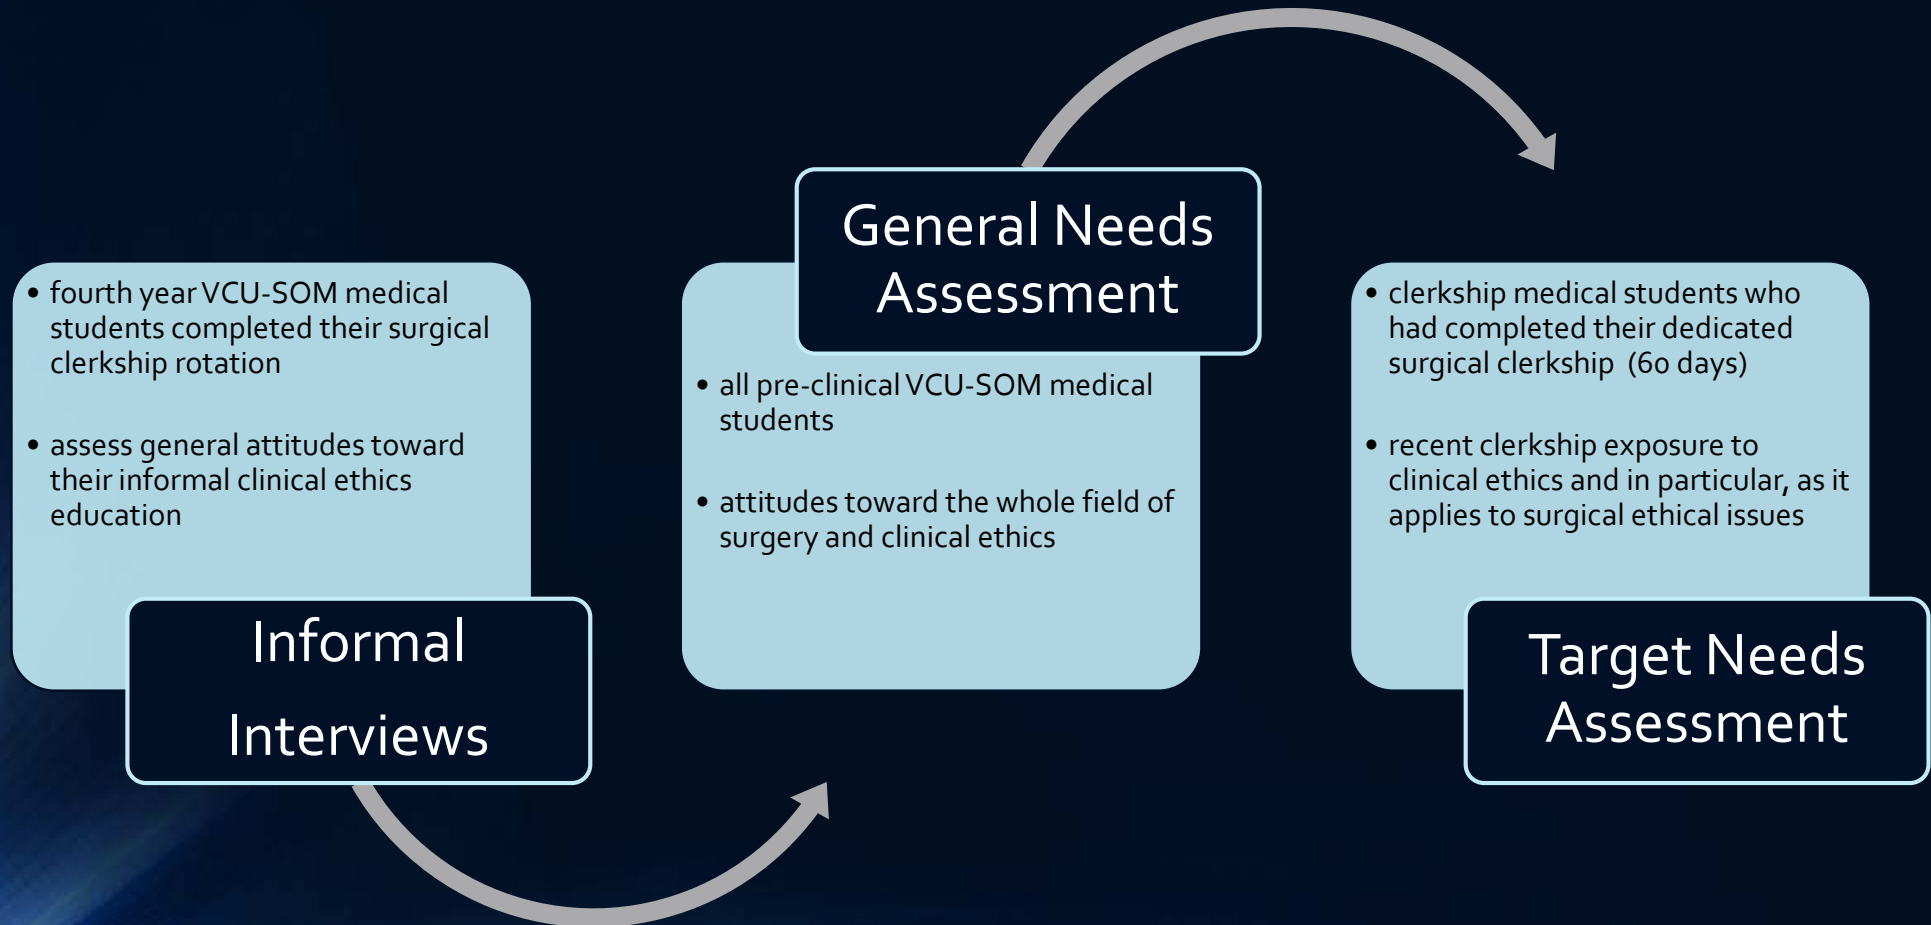 • fourth year VCU-SOM medical
students completed their surgical
clerkship rotation
• assess general attitudes toward
their informal clinical ethics
education
Informal
Interviews
General Needs
Assessment
• all pre-clinical VCU-SOM medical
students
• attitudes toward the whole field of
surgery and clinical ethics
• clerkship medical students who
had completed their dedicated
surgical clerkship (60 days)
• recent clerkship exposure to
clinical ethics and in particular, as it
applies to surgical ethical issues
Target Needs
Assessment